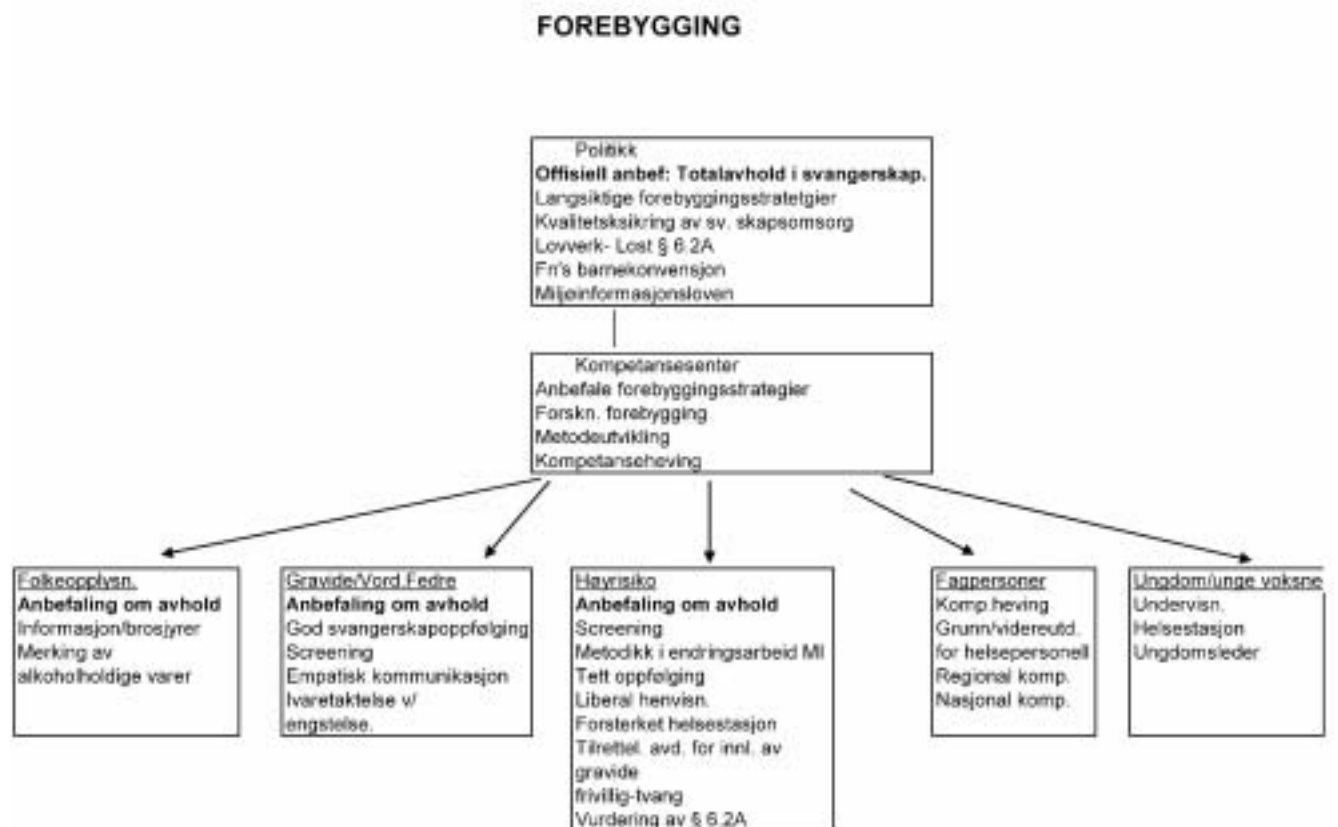 FOREBYGGING
Politikk
Offisiell anbef: Totalavhold i svangerskap.
Langsiktige forebyggingsstratetgier
Kvalitetsksikring av sv. skapsomsorg
Lovverk- Lost § 6.2A
Fn's barnekonvensjon
Miljøinformasjonsloven
Kompetansesenter
Anbefale forebyggingsstrategier
Forskn. forebygging
Metodeutvikling
Kompetanseheving
Folkeopplysn.
Anbefaling om avhold
Informasjon/brosjyrer
Merking av
alkoholholdige varer
Gravide/Vord.Fedre
Anbefaling om avhold
God svangerskapoppfølging
Screening
Empatisk kommunikasjon
Ivaretaktelse v/
engstelse.
Høyrisiko
Anbefaling om avhold
Screening
Metodikk i endringsarbeid MI
Tett oppfølging
Liberal henvisn.
Forsterket helsestasjon
Tilrettel. avd. for innl. av
gravide
frivillig-tvang
Vurdering av § 6.2A
Fagpersoner
Komp.heving
Grunn/videreutd.
for helsepersonell
Regional komp.
Nasjonal komp.
Ungdom/unge voksne
Undervisn.
Helsestasjon
Ungdomsleder